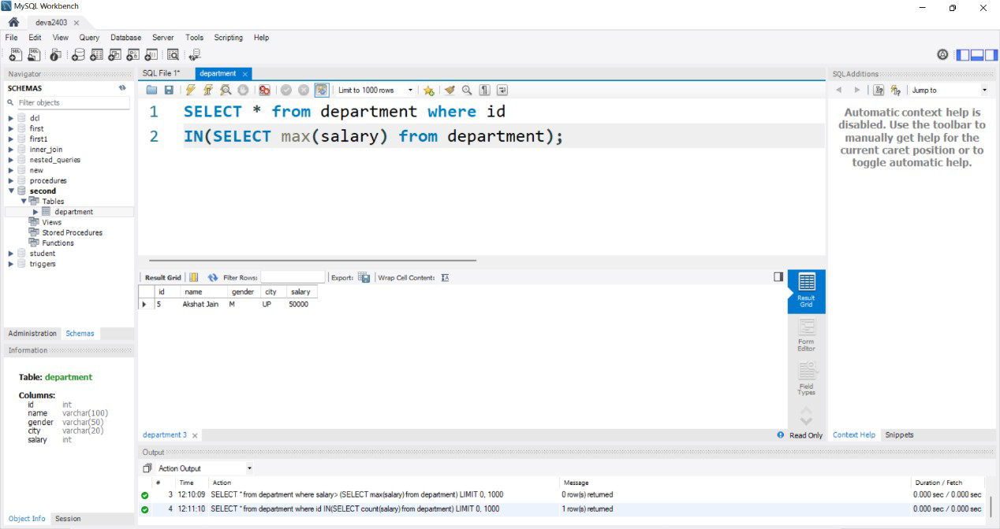 MySQL Workbench
deva2403
File Edit View Query Database Server Tools Scripting Help
Navigator
SCHEMAS
Filter objects
dcl
first
first1
inner_join
nested_queries
new
procedures
second
Tables
department
Views
Stored Procedures
Functions
student
triggers
Administration Schemas
Information
Table: department
Columns:
id int
name varchar(100)
gender varchar(50)
city varchar(20)
salary int
Object Info Session
SQL File 1* department
Limit to 1000 rows
1 SELECT * from department where id
2 IN(SELECT max(salary) from department);
Result Grid Filter Rows: Export: Wrap Cell Content:
id name gender city salary
5 Akshat Jain M UP 50000
Result Grid
Form Editor
Field Types
department 3
Read Only
SQLAdditions
Jump to
Automatic context help is
disabled. Use the toolbar to
manually get help for the
current caret position or to
toggle automatic help.
Context Help Snippets
Output
Action Output
# Time Action Message Duration / Fetch
3 12:10:09 SELECT * from department where salary> (SELECT max(salary) from department) LIMIT 0, 1000 0 row(s) returned 0.000 sec / 0.000 sec
4 12:11:10 SELECT * from department where id IN(SELECT count(salary) from department) LIMIT 0, 1000 1 row(s) returned 0.000 sec / 0.000 sec